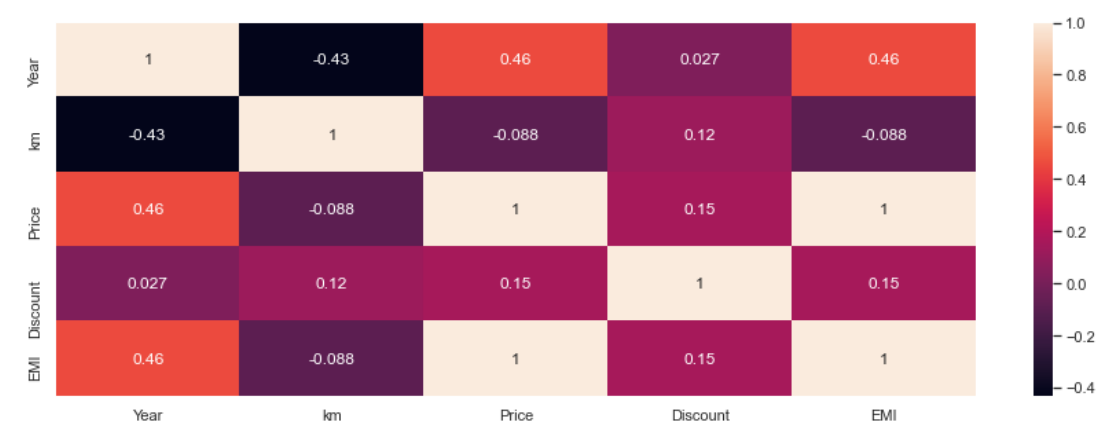 Year 1 -0.43 0.46 0.027 0.46
km -0.43 1 -0.088 0.12 -0.088
Price 0.46 -0.088 1 0.15 1
Discount 0.027 0.12 0.15 1 0.15
EMI 0.46 -0.088 1 0.15 1
Year km Price Discount EMI
1.0
0.8
0.6
0.4
0.2
0.0
−0.2
−0.4